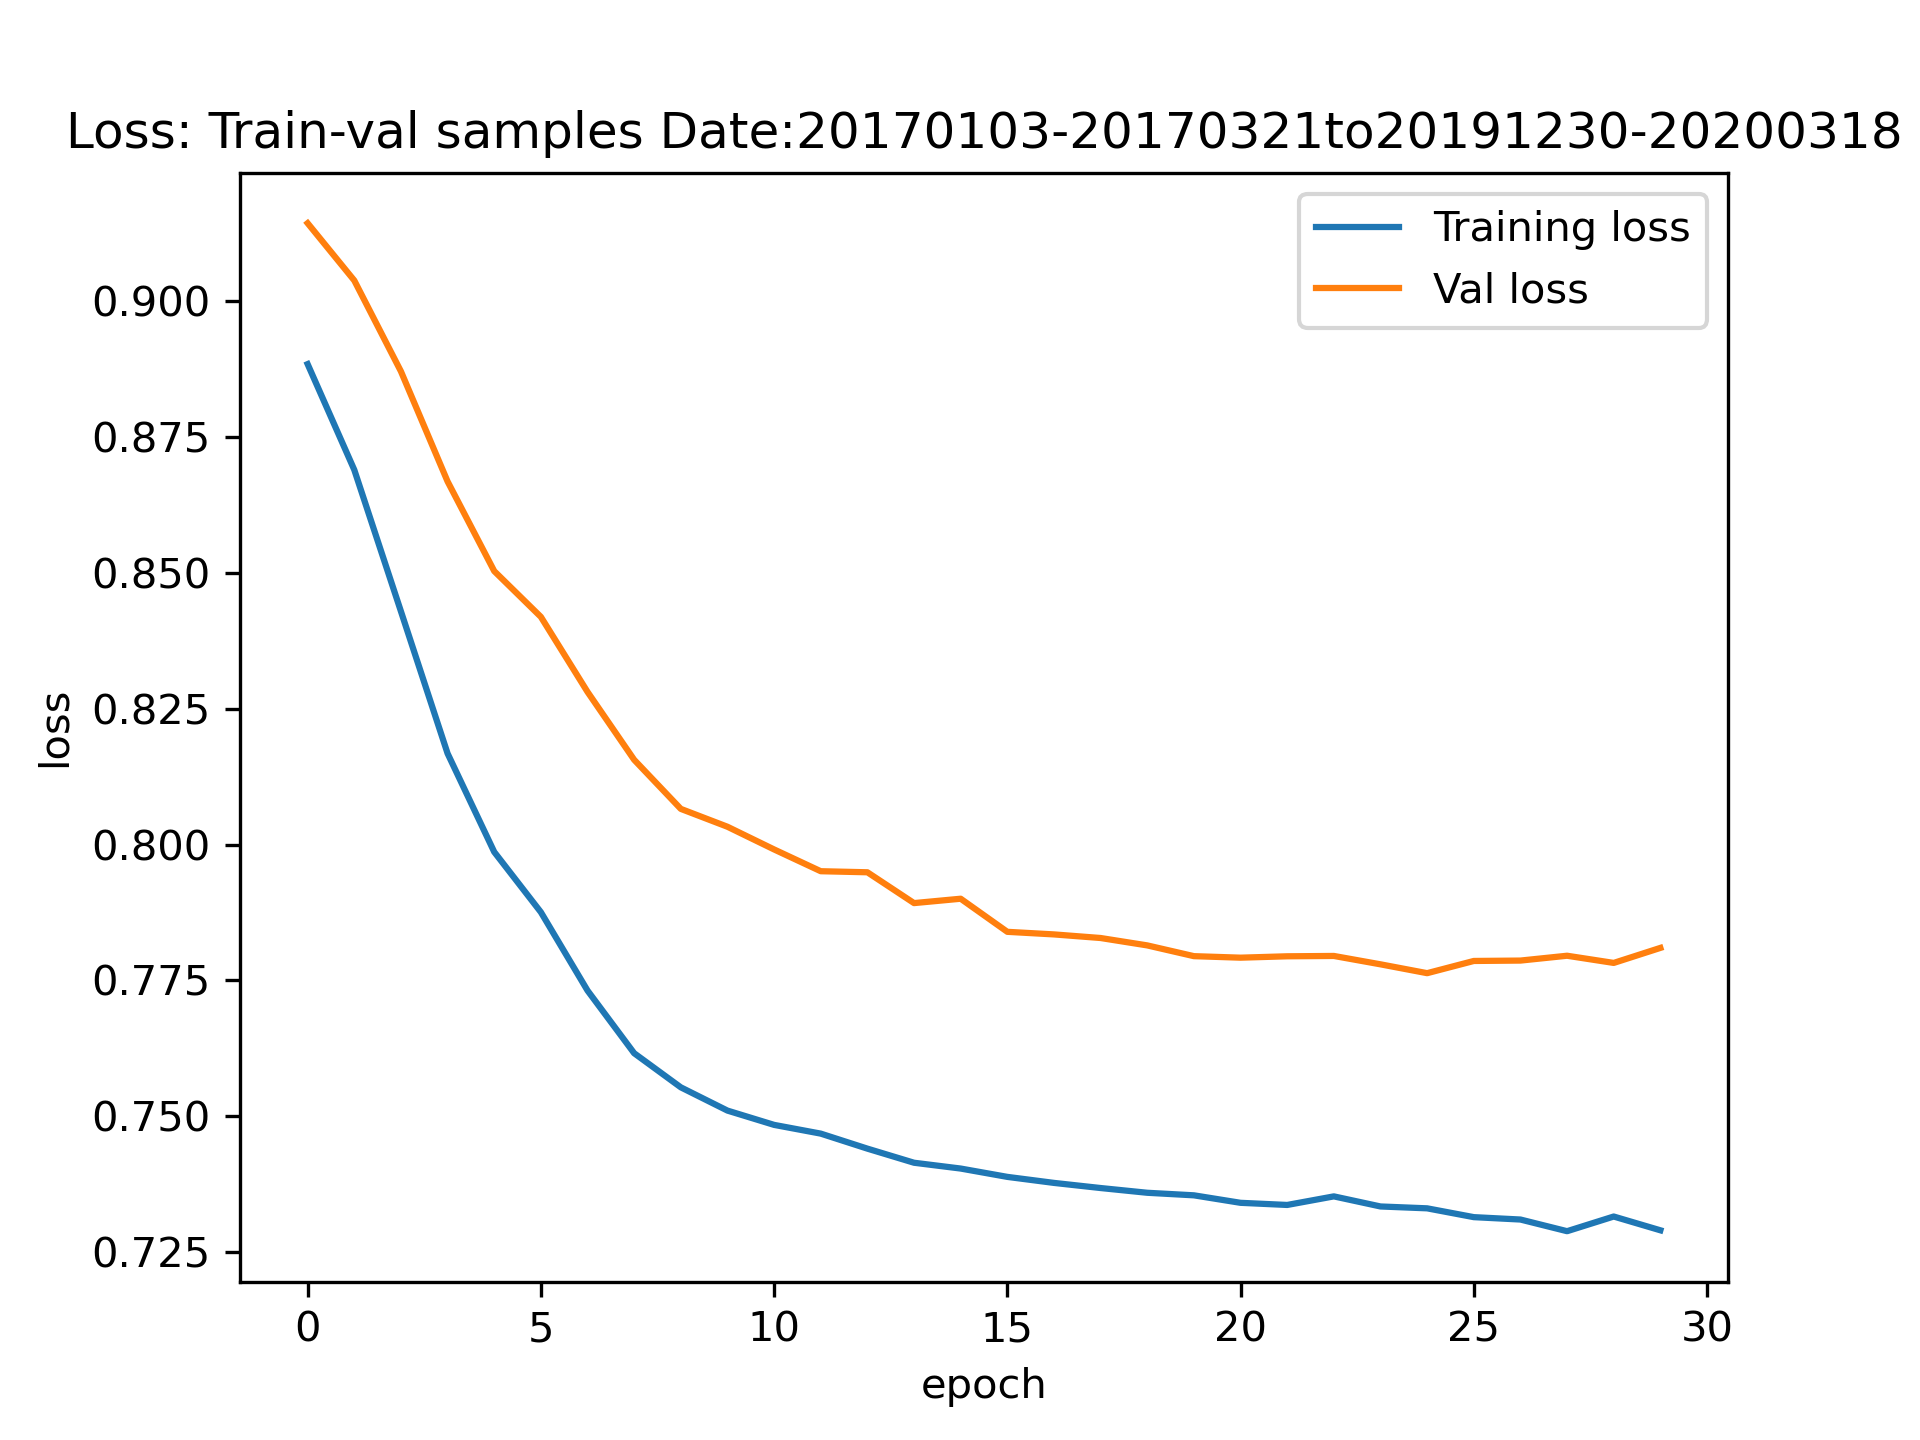 Loss: Train-val samples Date:20170103-20170321to20191230-20200318
Training loss
Val loss
0.900
0.875
0.850
0.825
0.800
0.775
0.750
0.725
loss
0 5 10 15 20 25 30
epoch